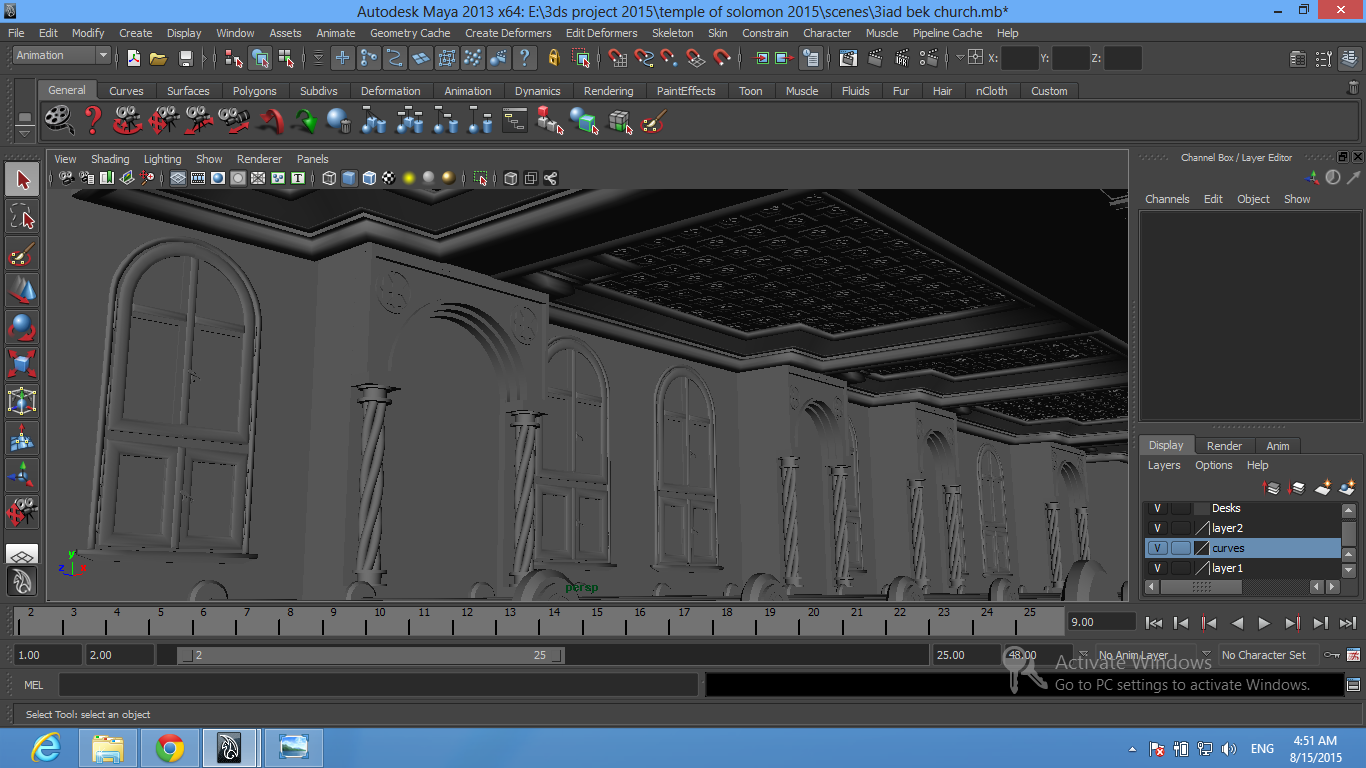 Autodesk Maya 2013 x64: E:\3ds project 2015\temple of solomon 2015\scenes\3iad bek church.mb*
File Edit Modify Create Display Window Assets Animate Geometry Cache Create Deformers Edit Deformers Skeleton Skin Constrain Character Muscle Pipeline Cache Help
Animation X: Y: Z:
General Curves Surfaces Polygons Subdivs Deformation Animation Dynamics Rendering PaintEffects Toon Muscle Fluids Fur Hair nCloth Custom
View Shading Lighting Show Renderer Panels
Channel Box / Layer Editor
Channels Edit Object Show
Display Render Anim
Layers Options Help
V Desks
V layer2
V curves
V layer1
y
z x
persp
2 3 4 5 6 7 8 9 10 11 12 13 14 15 16 17 18 19 20 21 22 23 24 25
9.00
1.00 2.00 2 25 25.00 48.00 No Anim Layer No Character Set
Activate Windows
Go to PC settings to activate Windows.
MEL
Select Tool: select an object
ENG
4:51 AM
8/15/2015